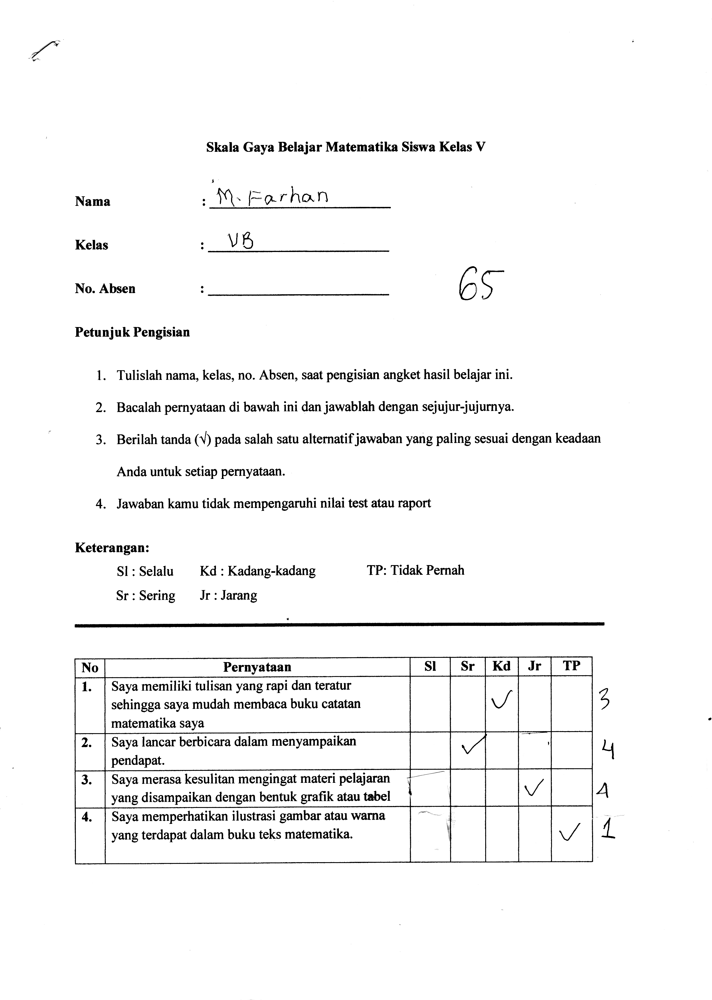 Skala Gaya Belajar Matematika Siswa Kelas V
Nama : M. Farhan
Kelas : VB
No. Absen :
65
Petunjuk Pengisian
1. Tulislah nama, kelas, no. Absen, saat pengisian angket hasil belajar ini.
2. Bacalah pernyataan di bawah ini dan jawablah dengan sejujur-jujurnya.
3. Berilah tanda (√) pada salah satu alternatif jawaban yang paling sesuai dengan keadaan
Anda untuk setiap pernyataan.
4. Jawaban kamu tidak mempengaruhi nilai test atau raport
Keterangan:
Sl : Selalu Kd : Kadang-kadang TP: Tidak Pernah
Sr : Sering Jr : Jarang
No Pernyataan Sl Sr Kd Jr TP
1. Saya memiliki tulisan yang rapi dan teratur
sehingga saya mudah membaca buku catatan ✓ 3
matematika saya
2. Saya lancar berbicara dalam menyampaikan
pendapat. ✓ 4
3. Saya merasa kesulitan mengingat materi pelajaran
yang disampaikan dengan bentuk grafik atau tabel ✓ 4
4. Saya memperhatikan ilustrasi gambar atau warna
yang terdapat dalam buku teks matematika. ✓ 1